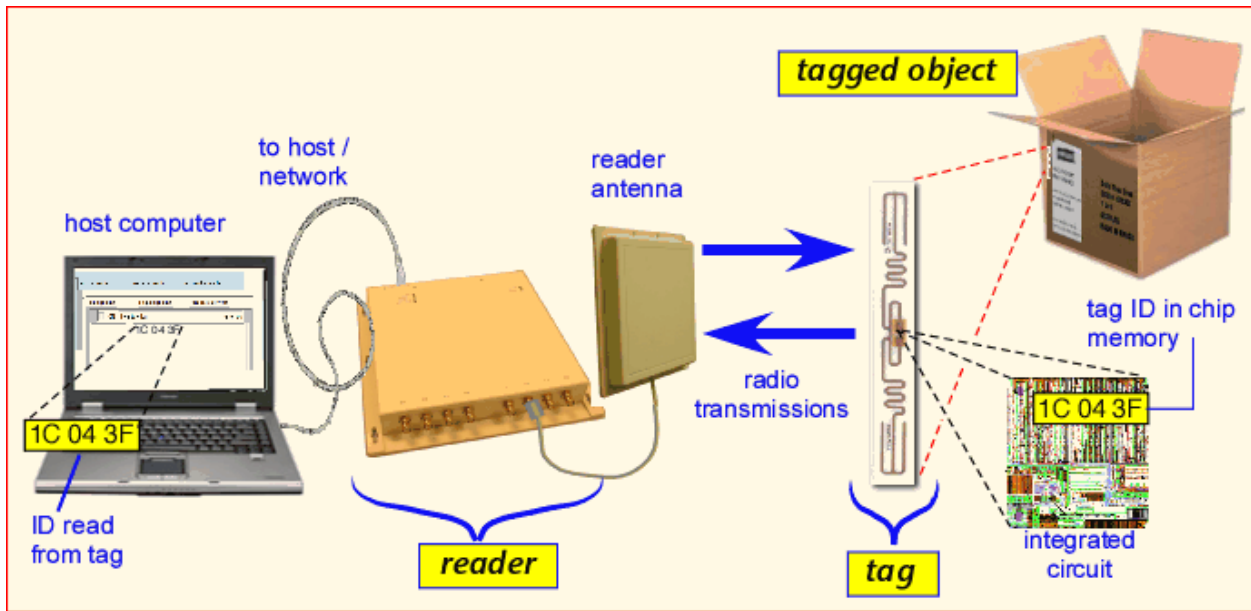 tagged object
to host /
network
reader
antenna
host computer
tag ID in chip
memory
1C 04 3F
1C 04 3F
radio
transmissions
1C 04 3F
ID read
from tag
reader
tag
integrated
circuit